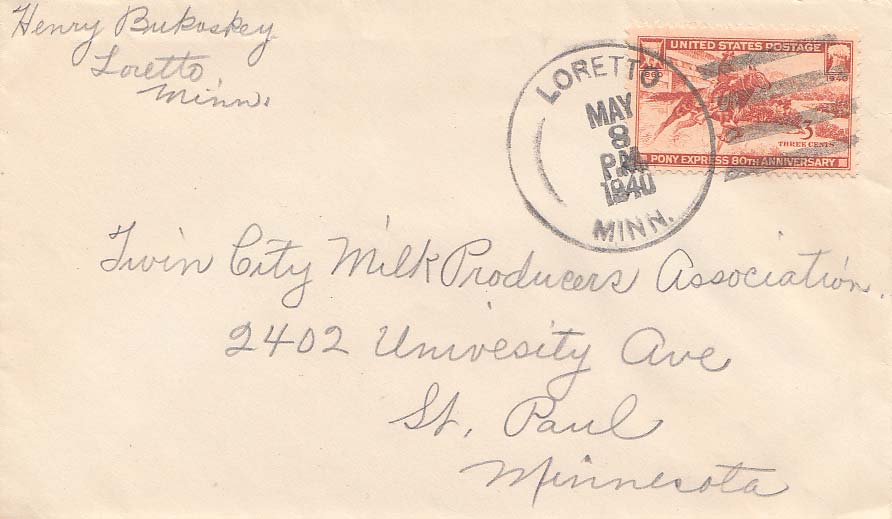 Henry Bukoskey
Loretto,
Minn.
UNITED STATES POSTAGE
1860
1940
3
THREE CENTS
PONY EXPRESS 80TH ANNIVERSARY
LORETTO
MAY
8
P.M.
1940
MINN.
Twin City Milk Producers Association.
2402 Univesity Ave
St. Paul
Minnesota